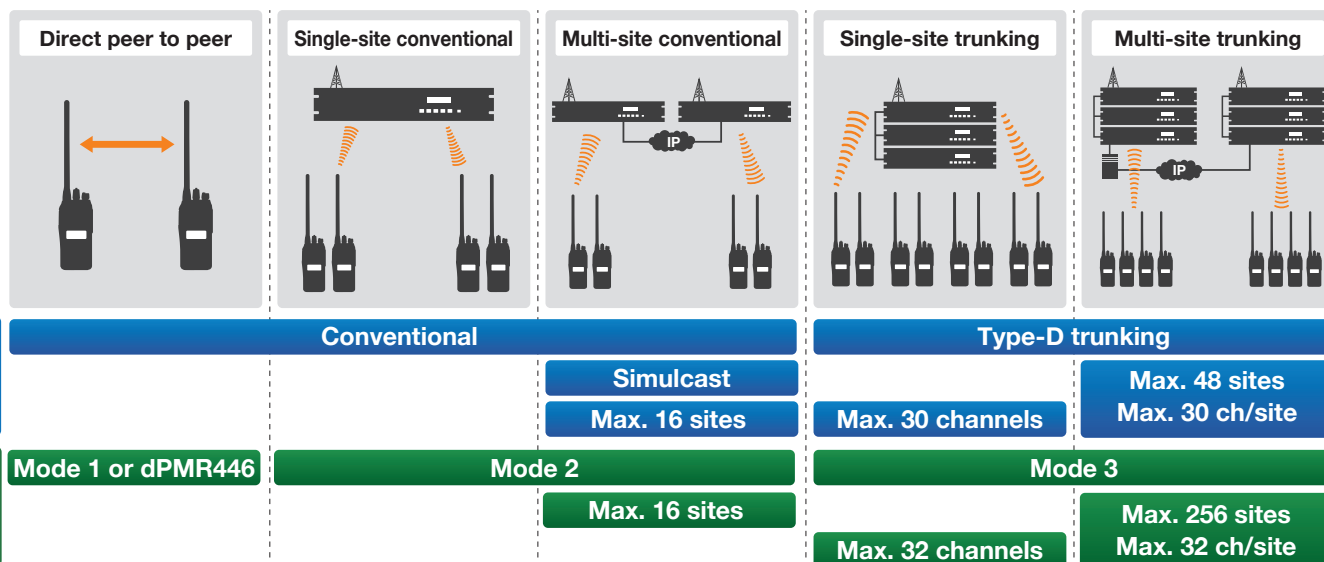 Direct peer to peer
Single-site conventional
Multi-site conventional
Single-site trunking
Multi-site trunking
IP
IP
Conventional
Type-D trunking
Simulcast
Max. 16 sites
Max. 30 channels
Max. 48 sites
Max. 30 ch/site
Mode 1 or dPMR446
Mode 2
Mode 3
Max. 16 sites
Max. 32 channels
Max. 256 sites
Max. 32 ch/site